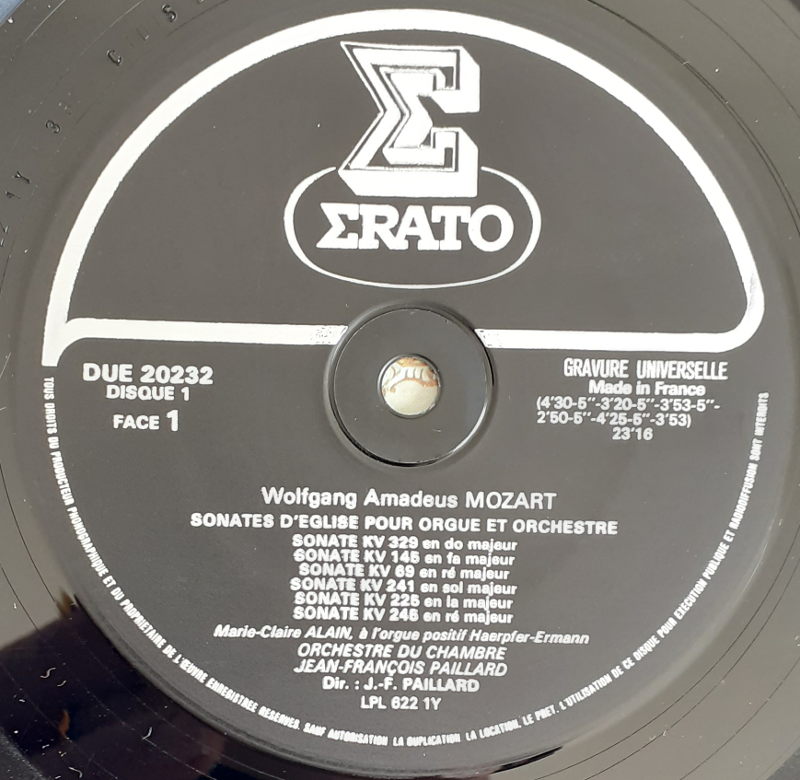 ΣRATO
DUE 20232
DISQUE 1
FACE 1
GRAVURE UNIVERSELLE
Made in France
(4'30-5"-3'20-5"-3'53-5"-
2'50-5"-4'25-5"-3'53)
23'16
Wolfgang Amadeus MOZART
SONATES D'EGLISE POUR ORGUE ET ORCHESTRE
SONATE KV 329 en do majeur
SONATE KV 145 en fa majeur
SONATE KV 69 en ré majeur
SONATE KV 241 en sol majeur
SONATE KV 225 en la majeur
SONATE KV 245 en ré majeur
Marie-Claire ALAIN, à l'orgue positif Haerpfer-Ermann
ORCHESTRE DU CHAMBRE
JEAN-FRANÇOIS PAILLARD
Dir. : J.-F. PAILLARD
LPL 622 1Y
TOUS DROITS DU PRODUCTEUR PHONOGRAPHIQUE ET DU PROPRIETAIRE DE L'ŒUVRE ENREGISTREE RESERVES. SAUF AUTORISATION LA DUPLICATION LA LOCATION, LE PRET, L'UTILISATION DE CE DISQUE POUR EXECUTION PUBLIQUE ET RADIODIFFUSION SONT INTERDITS